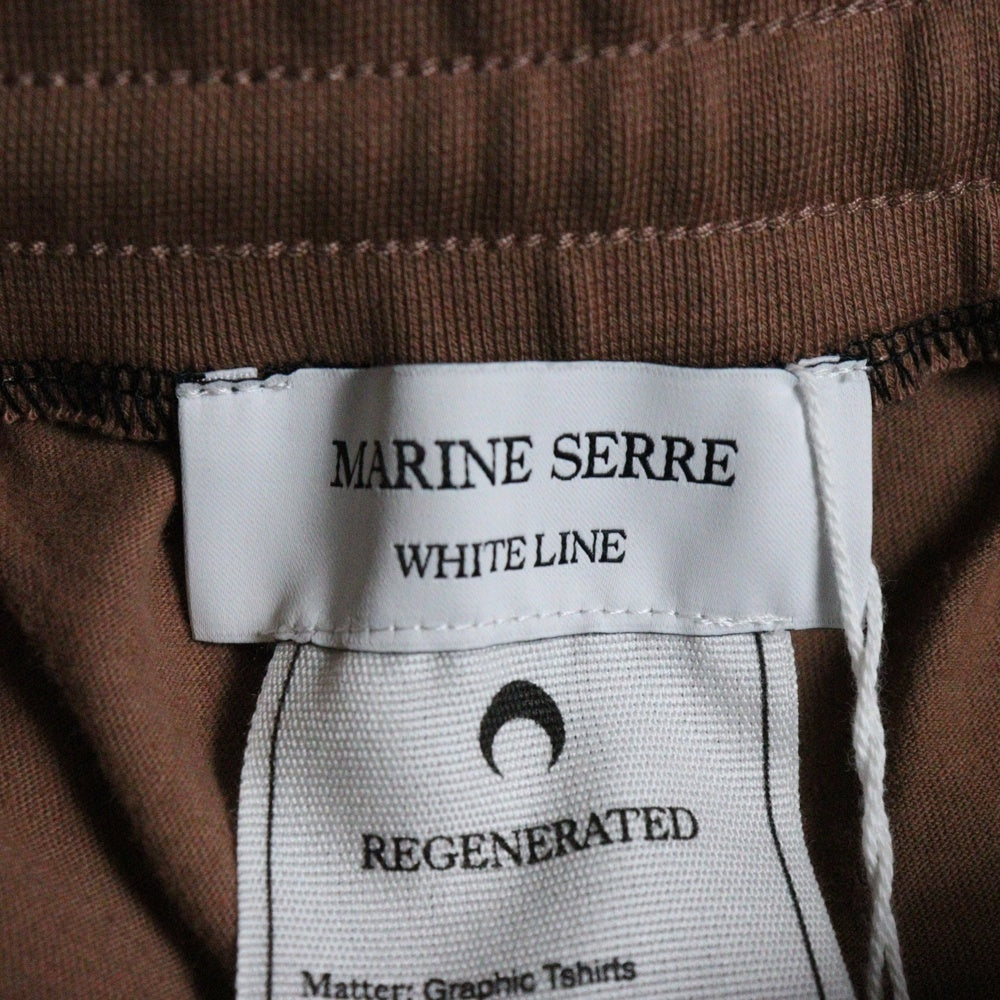 MARINE SERRE
WHITE LINE
REGENERATED
Matter: Graphic Tshirts